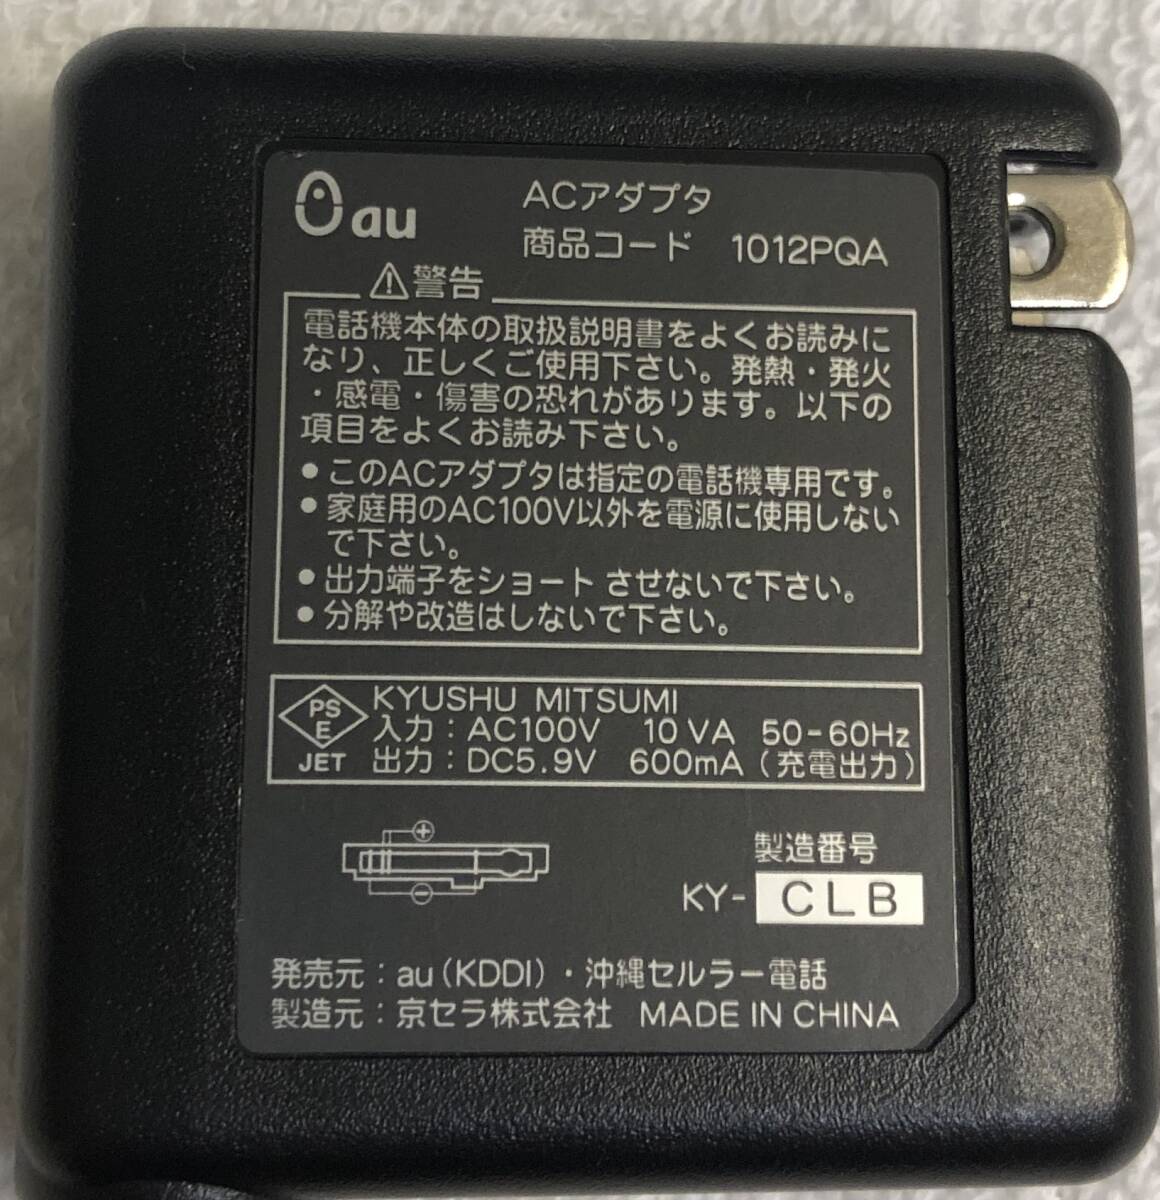 au
ACアダプタ
商品コード 1012PQA
警告
電話機本体の取扱説明書をよくお読みに
なり、正しくご使用下さい。発熱・発火
・感電・傷害の恐れがあります。以下の
項目をよくお読み下さい。
●このACアダプタは指定の電話機専用です。
●家庭用のAC100V以外を電源に使用しない
で下さい。
●出力端子をショートさせないで下さい。
●分解や改造はしないで下さい。
PS
E
JET
KYUSHU MITSUMI
入力：AC100V 10VA 50-60Hz
出力：DC5.9V 600mA（充電出力）
+
-
製造番号
KY-CLB
発売元：au(KDDI)・沖縄セルラー電話
製造元：京セラ株式会社 MADE IN CHINA